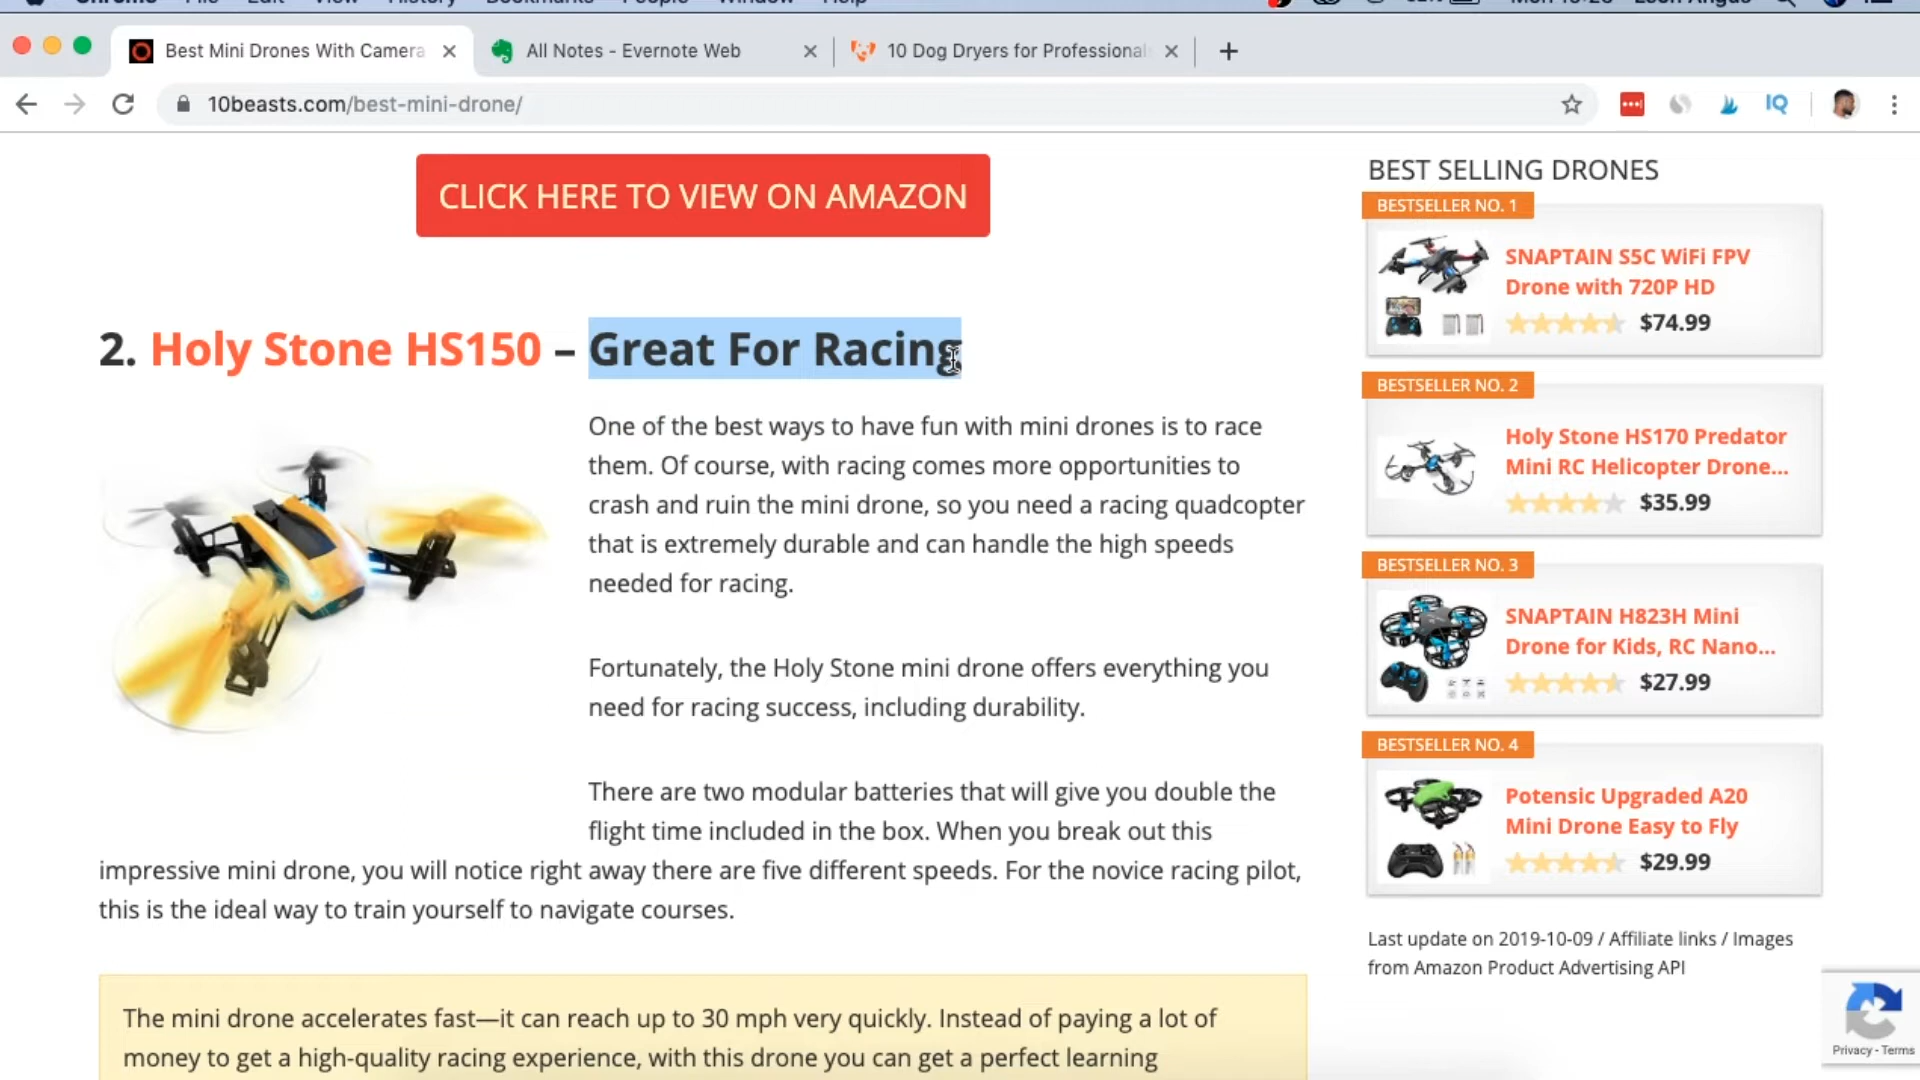 Chrome File Edit View History Bookmarks People Window Help
Best Mini Drones With Camera
All Notes - Evernote Web
10 Dog Dryers for Professional
10beasts.com/best-mini-drone/
IQ
CLICK HERE TO VIEW ON AMAZON
2. Holy Stone HS150 – Great For Racing
One of the best ways to have fun with mini drones is to race
them. Of course, with racing comes more opportunities to
crash and ruin the mini drone, so you need a racing quadcopter
that is extremely durable and can handle the high speeds
needed for racing.
Fortunately, the Holy Stone mini drone offers everything you
need for racing success, including durability.
There are two modular batteries that will give you double the
flight time included in the box. When you break out this
impressive mini drone, you will notice right away there are five different speeds. For the novice racing pilot,
this is the ideal way to train yourself to navigate courses.
The mini drone accelerates fast—it can reach up to 30 mph very quickly. Instead of paying a lot of
money to get a high-quality racing experience, with this drone you can get a perfect learning
BEST SELLING DRONES
BESTSELLER NO. 1
SNAPTAIN S5C WiFi FPV
Drone with 720P HD
$74.99
BESTSELLER NO. 2
Holy Stone HS170 Predator
Mini RC Helicopter Drone...
$35.99
BESTSELLER NO. 3
SNAPTAIN H823H Mini
Drone for Kids, RC Nano...
$27.99
BESTSELLER NO. 4
Potensic Upgraded A20
Mini Drone Easy to Fly
$29.99
Last update on 2019-10-09 / Affiliate links / Images
from Amazon Product Advertising API
Privacy - Terms